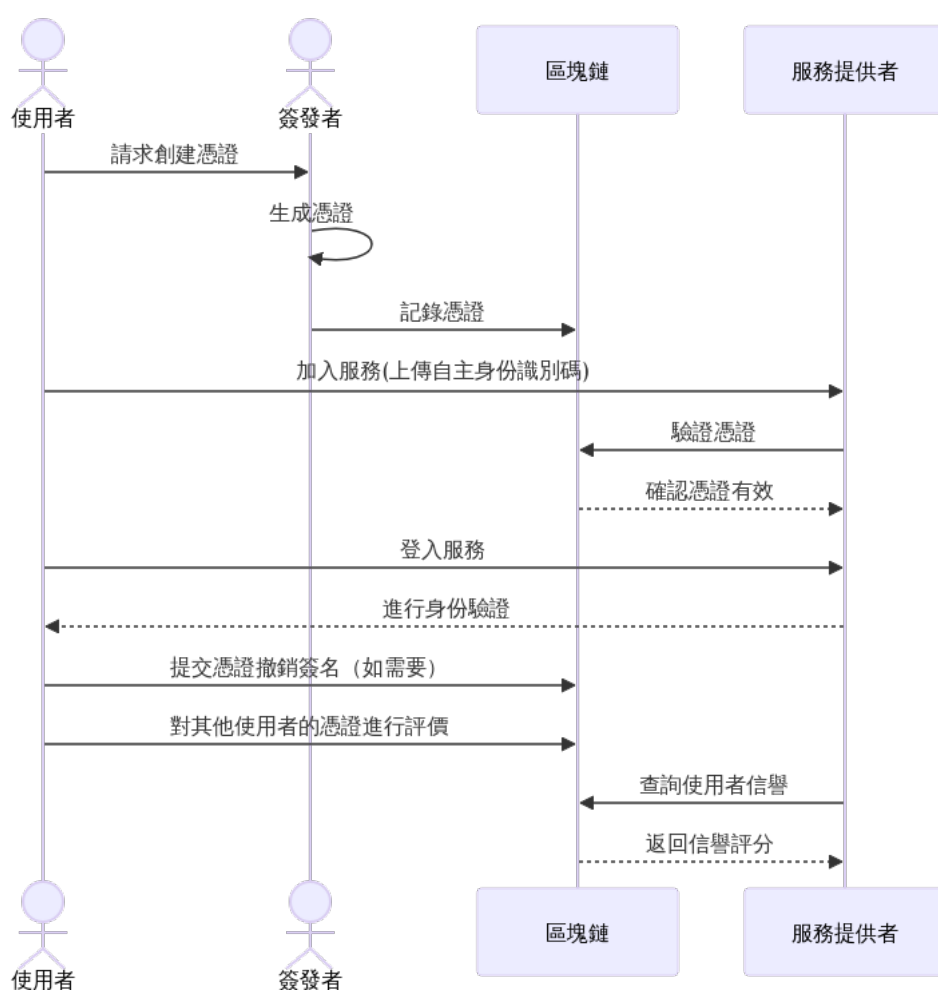 使用者
簽發者
區塊鏈
服務提供者
請求創建憑證
生成憑證
記錄憑證
加入服務(上傳自主身份識別碼)
驗證憑證
確認憑證有效
登入服務
進行身份驗證
提交憑證撤銷簽名（如需要）
對其他使用者的憑證進行評價
查詢使用者信譽
返回信譽評分
使用者
簽發者
區塊鏈
服務提供者